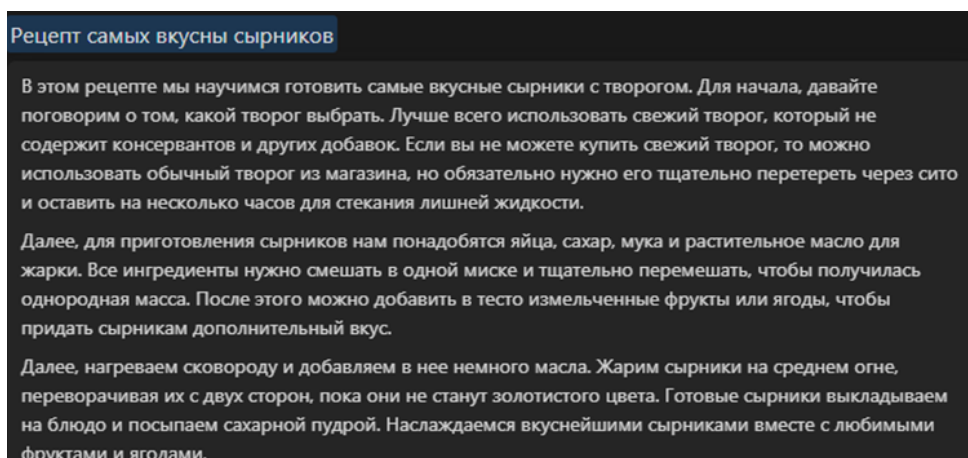 Рецепт самых вкусны сырников
В этом рецепте мы научимся готовить самые вкусные сырники с творогом. Для начала, давайте
поговорим о том, какой творог выбрать. Лучше всего использовать свежий творог, который не
содержит консервантов и других добавок. Если вы не можете купить свежий творог, то можно
использовать обычный творог из магазина, но обязательно нужно его тщательно перетереть через сито
и оставить на несколько часов для стекания лишней жидкости.
Далее, для приготовления сырников нам понадобятся яйца, сахар, мука и растительное масло для
жарки. Все ингредиенты нужно смешать в одной миске и тщательно перемешать, чтобы получилась
однородная масса. После этого можно добавить в тесто измельченные фрукты или ягоды, чтобы
придать сырникам дополнительный вкус.
Далее, нагреваем сковороду и добавляем в нее немного масла. Жарим сырники на среднем огне,
переворачивая их с двух сторон, пока они не станут золотистого цвета. Готовые сырники выкладываем
на блюдо и посыпаем сахарной пудрой. Наслаждаемся вкуснейшими сырниками вместе с любимыми
фруктами и ягодами.